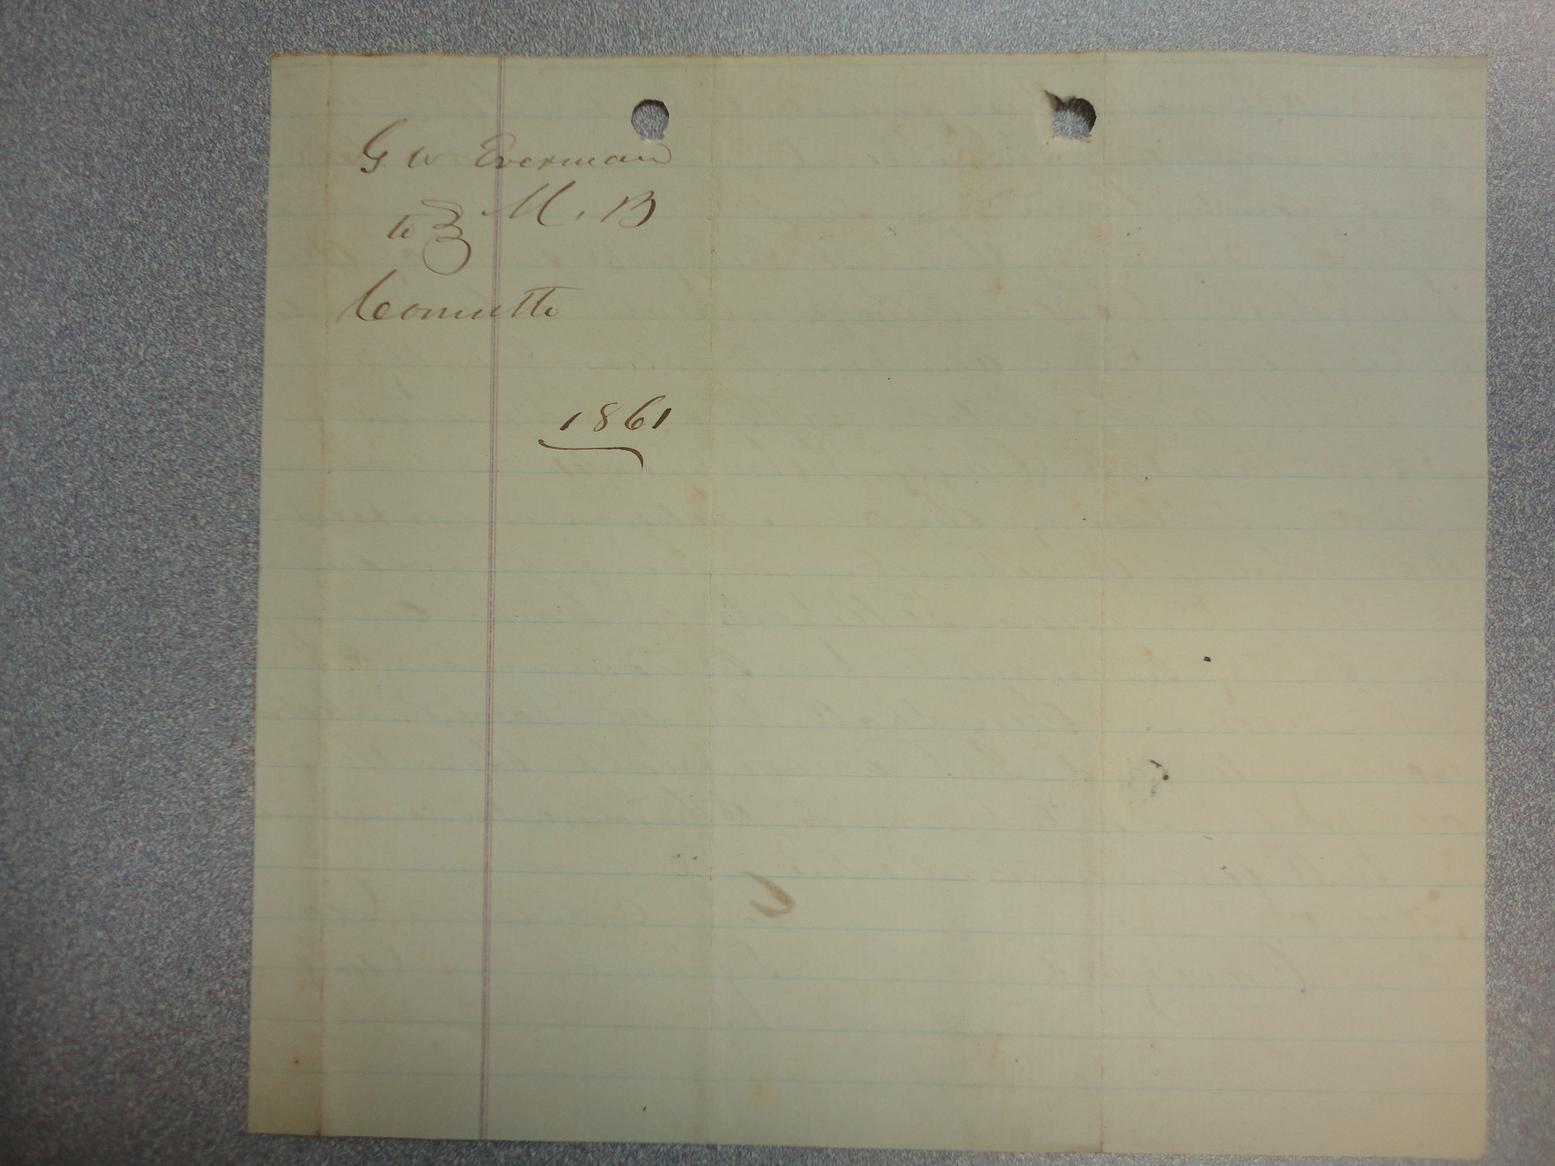 G W Everman
to } M. B
Committe
1861